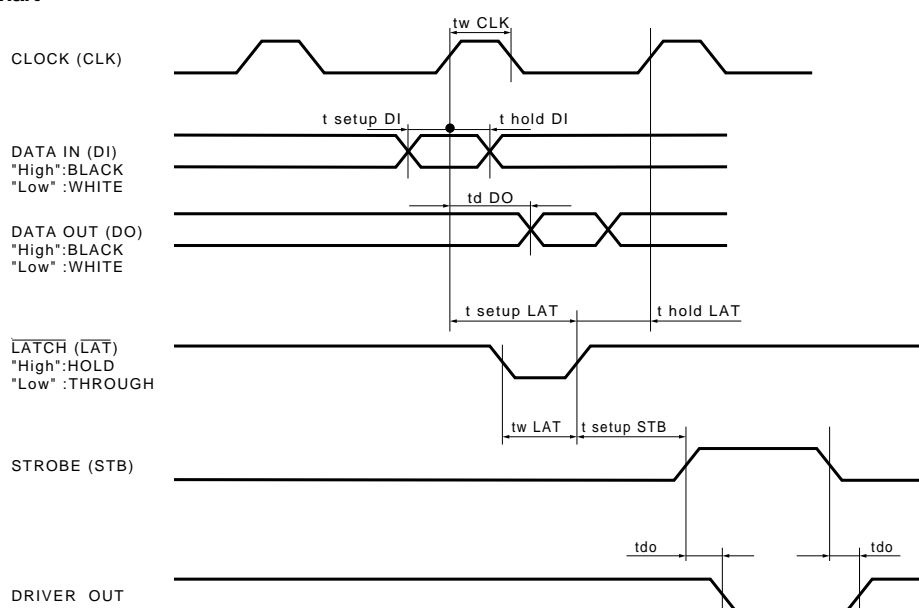 tw CLK
CLOCK (CLK)
t setup DI
t hold DI
DATA IN (DI)
"High":BLACK
"Low" :WHITE
td DO
DATA OUT (DO)
"High":BLACK
"Low" :WHITE
t setup LAT
t hold LAT
LATCH (LAT)
"High":HOLD
"Low" :THROUGH
tw LAT
t setup STB
STROBE (STB)
tdo
tdo
DRIVER OUT